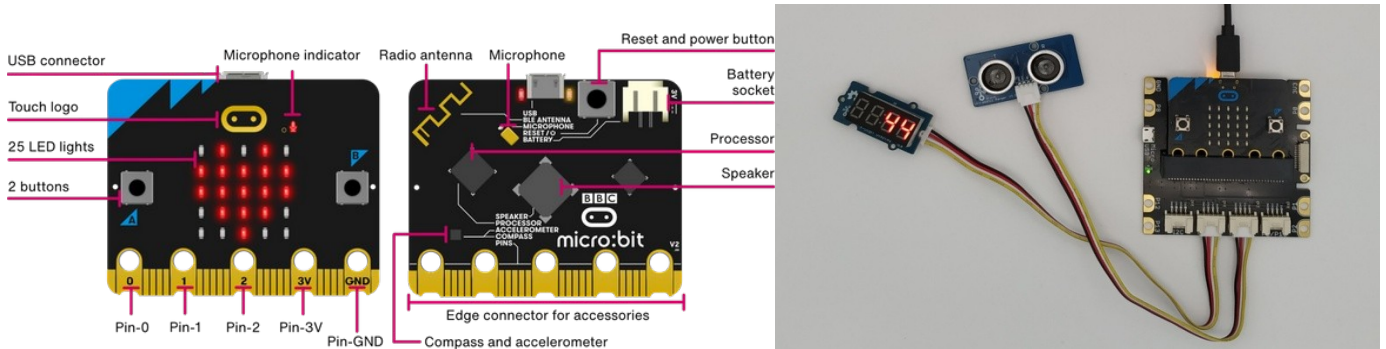 USB connector
Microphone indicator
Touch logo
25 LED lights
2 buttons
A
B
0
1
2
3V
GND
Pin-0
Pin-1
Pin-2
Pin-3V
Pin-GND
Radio antenna
Microphone
Reset and power button
Battery
socket
Processor
Speaker
USB
BLE ANTENNA
MICROPHONE
RESET / O
BATTERY
3V
SPEAKER
PROCESSOR
ACCELEROMETER
COMPASS
PINS
BBC
micro:bit
V2
Edge connector for accessories
Compass and accelerometer
44